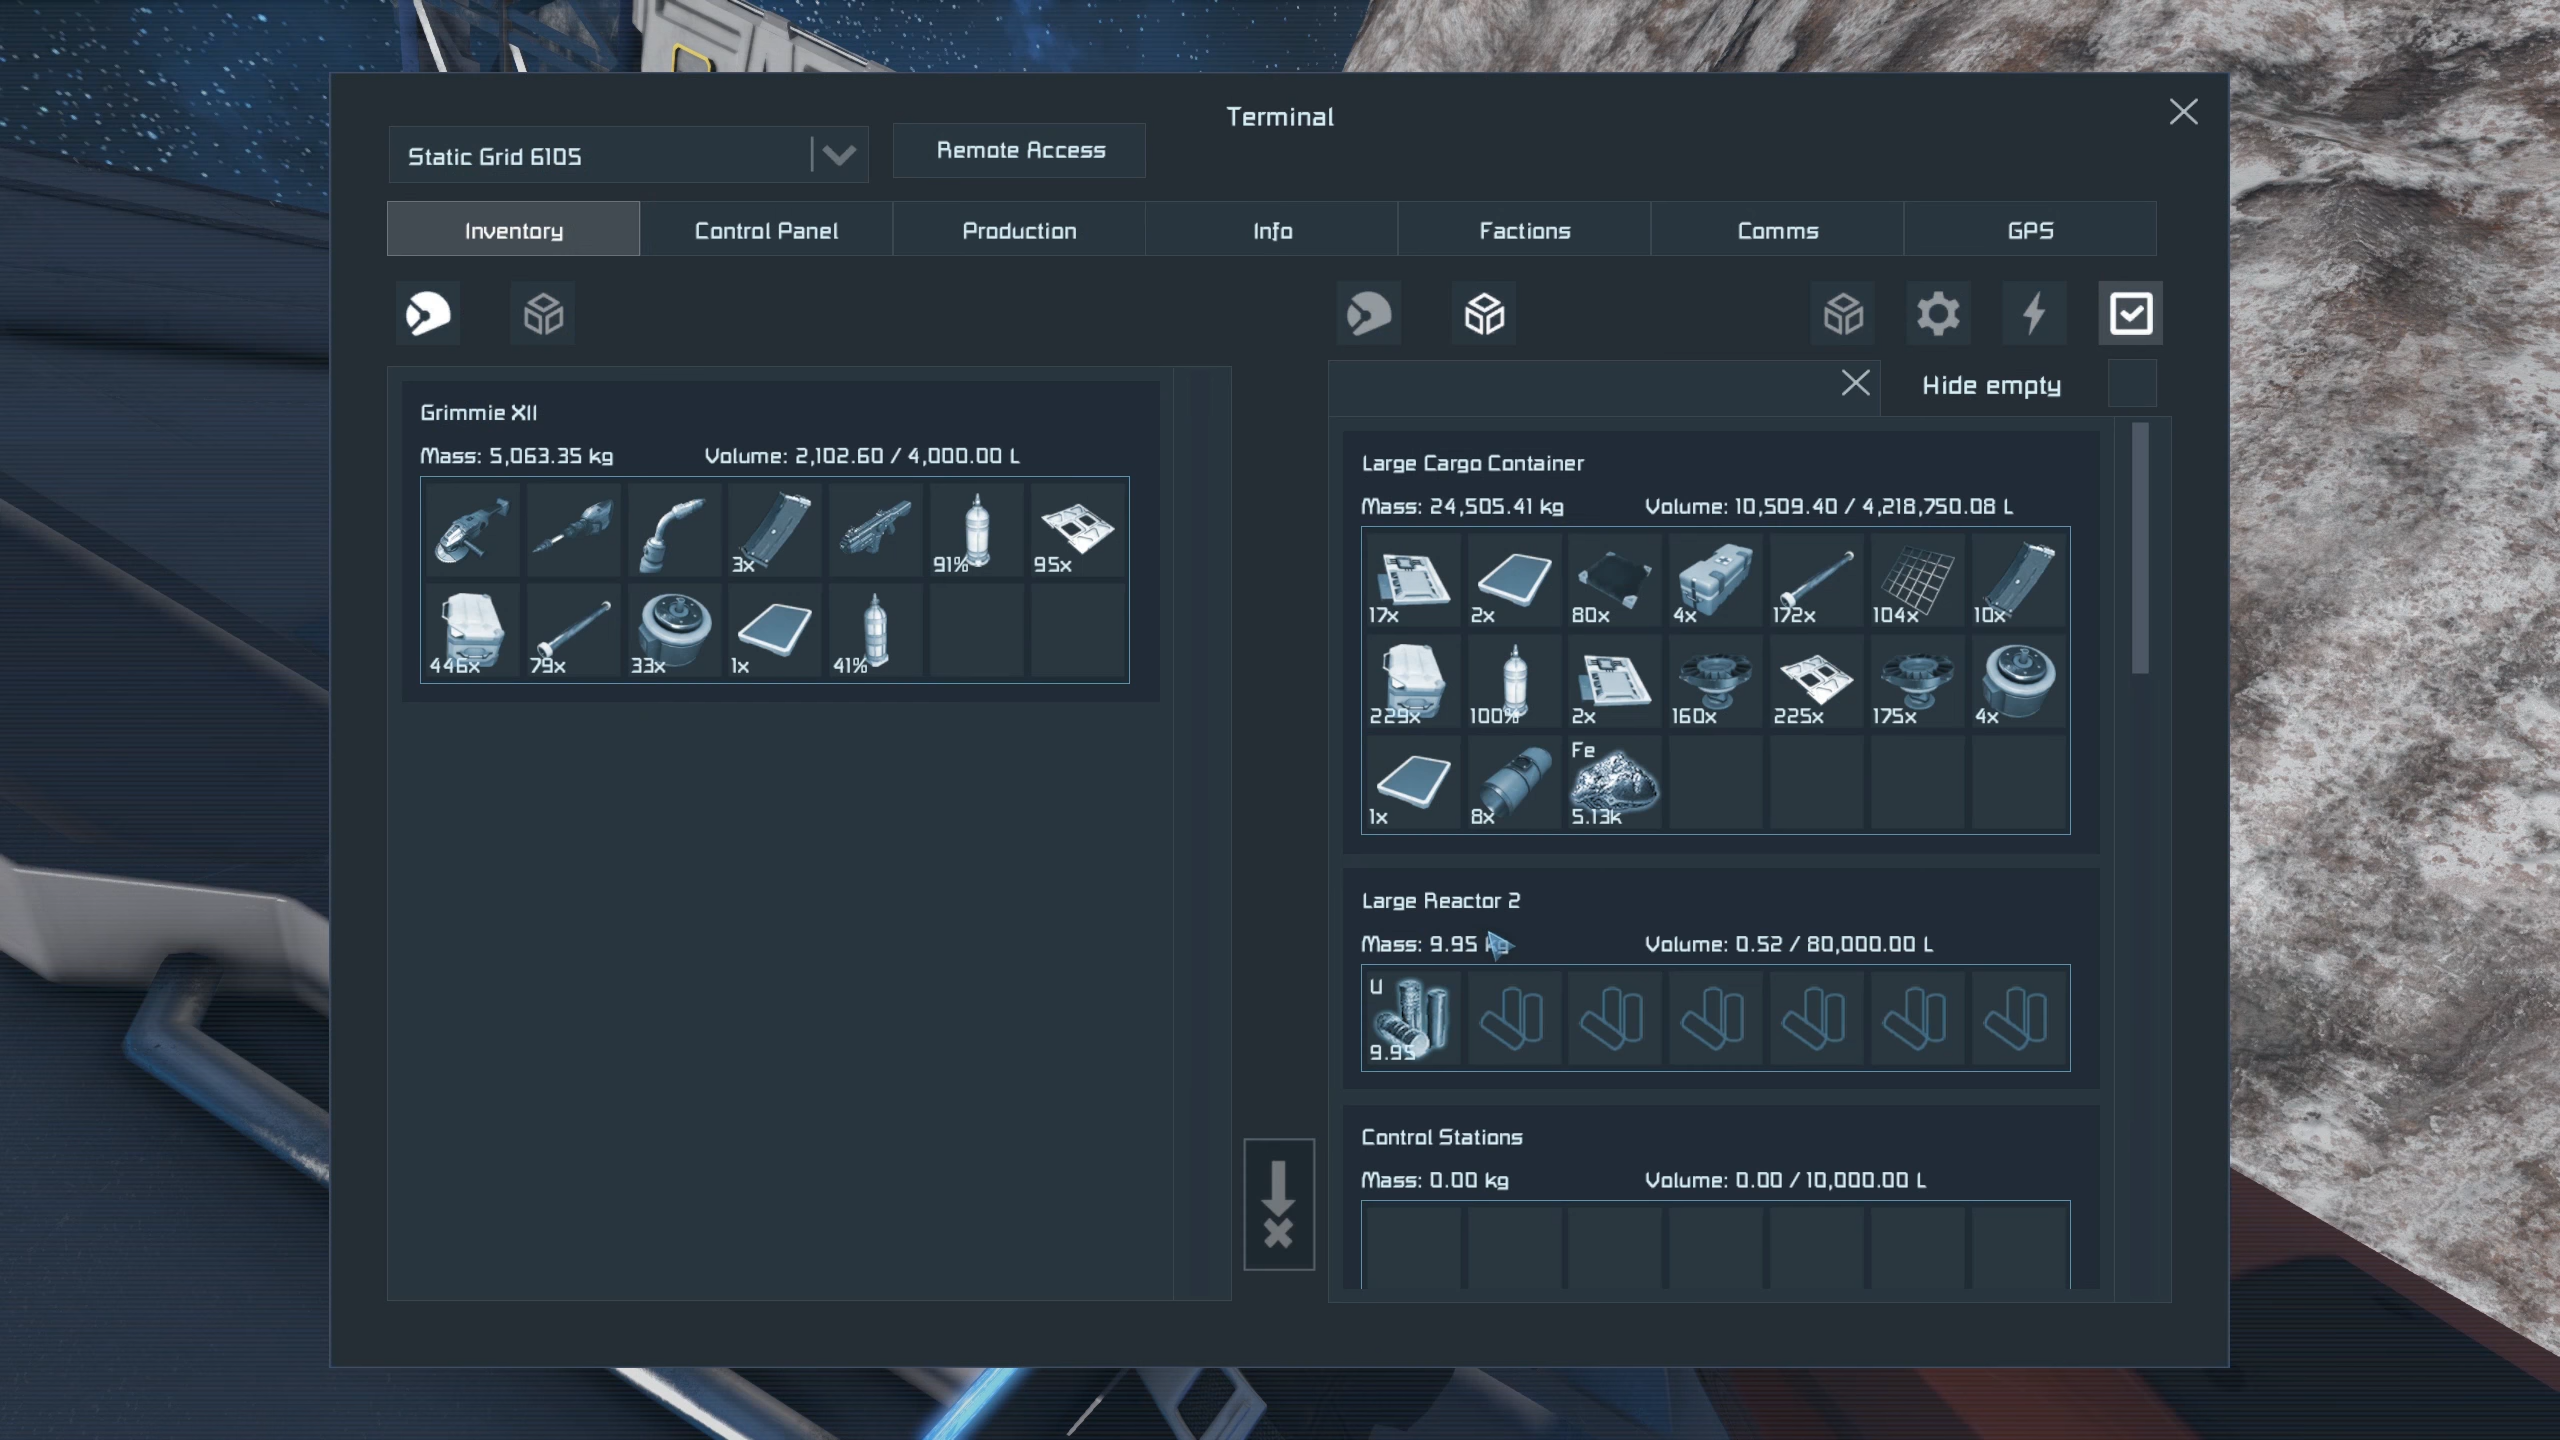 Terminal
Static Grid 6105
Remote Access
Inventory
Control Panel
Production
Info
Factions
Comms
GPS
Grimmie XII
Mass: 5,063.35 kg
Volume: 2,102.60 / 4,000.00 L
3x
91%
95x
446x
79x
33x
1x
41%
Hide empty
Large Cargo Container
Mass: 24,505.41 kg
Volume: 10,509.40 / 4,218,750.08 L
17x
2x
80x
4x
172x
104x
10x
229x
100%
2x
160x
225x
175x
4x
1x
8x
Fe
5.13k
Large Reactor 2
Mass: 9.95 kg
Volume: 0.52 / 80,000.00 L
U
9.95
Control Stations
Mass: 0.00 kg
Volume: 0.00 / 10,000.00 L